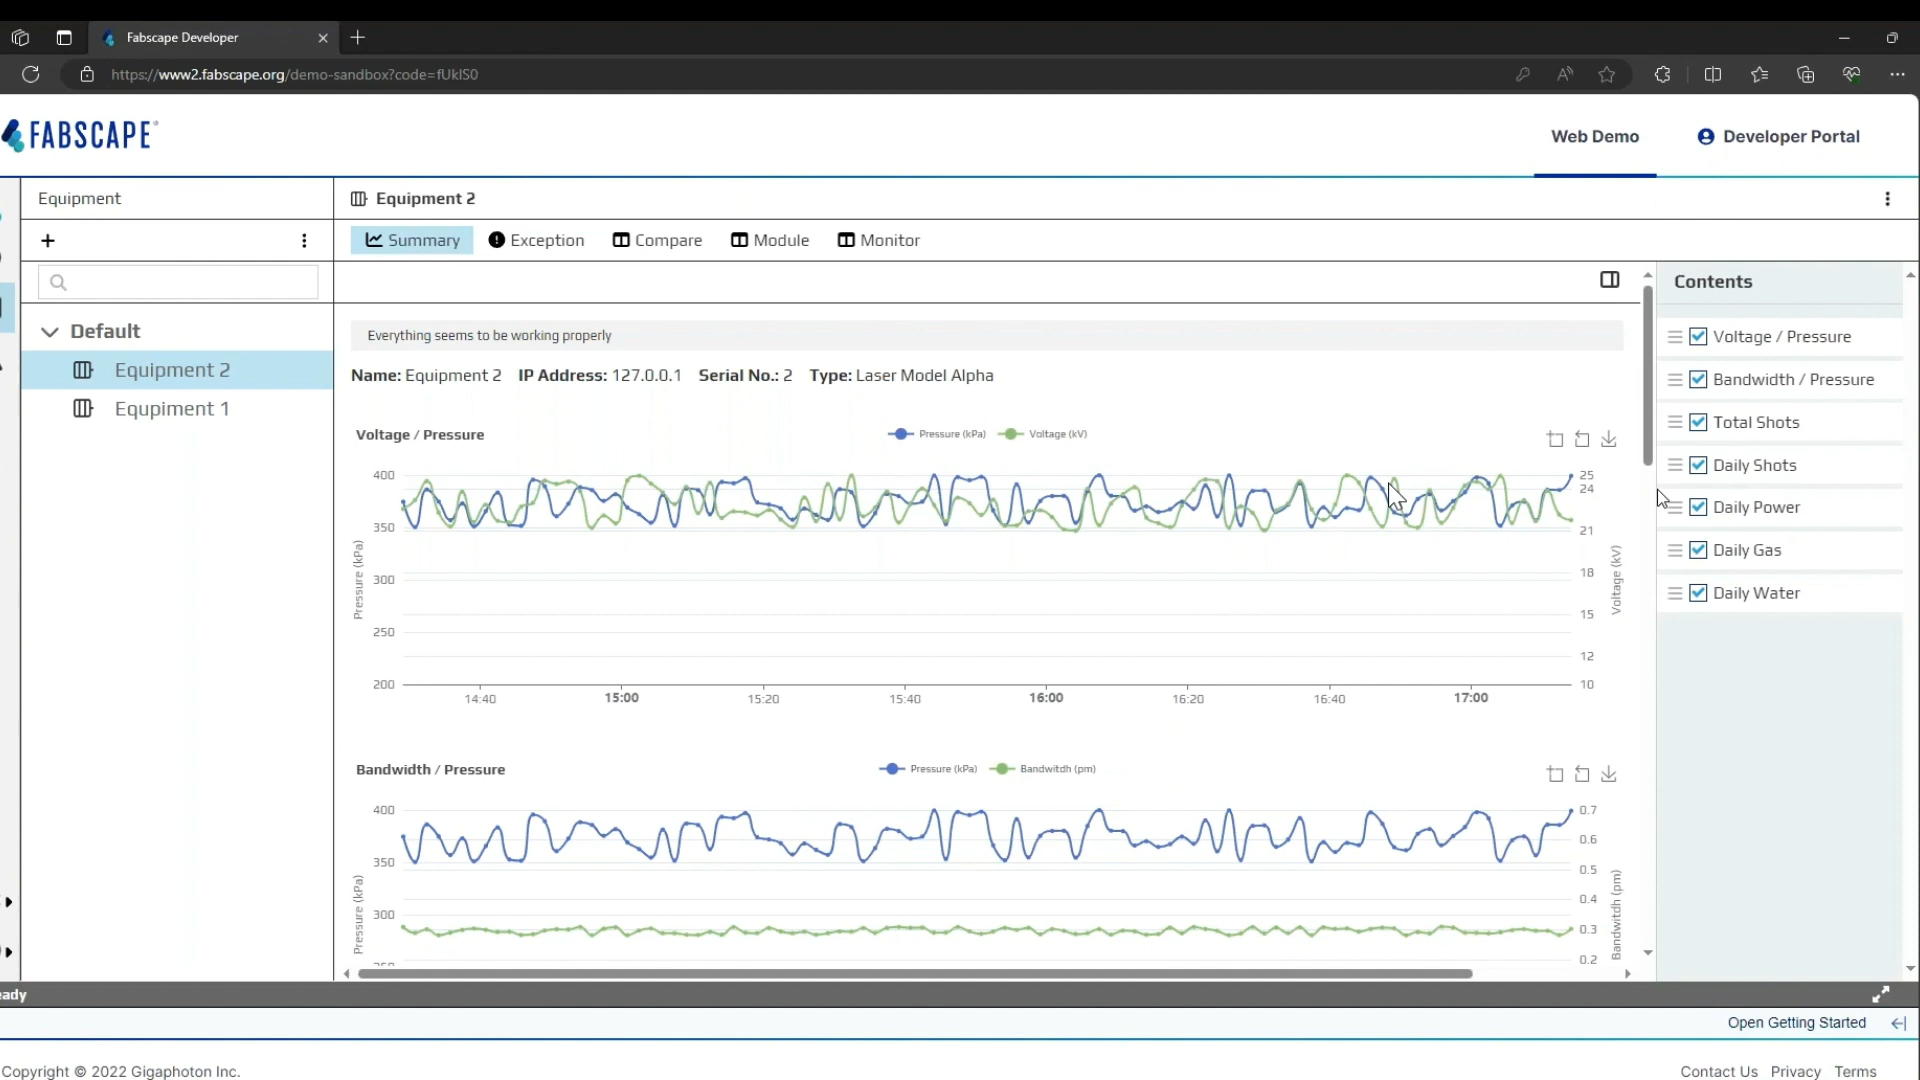 Fabscape Developer
https://www2.fabscape.org/demo-sandbox?code=fUkIS0
FABSCAPE
Web Demo
Developer Portal
Equipment
Equipment 2
+
Summary
Exception
Compare
Module
Monitor
Default
Equipment 2
Equpiment 1
Everything seems to be working properly
Name: Equipment 2 IP Address: 127.0.0.1 Serial No.: 2 Type: Laser Model Alpha
Voltage / Pressure
Pressure (kPa) Voltage (kV)
400
350
300
250
200
Pressure (kPa)
25
24
21
18
15
12
10
Voltage (kV)
14:40 15:00 15:20 15:40 16:00 16:20 16:40 17:00
Bandwidth / Pressure
Pressure (kPa) Bandwitdh (pm)
400
350
300
Pressure (kPa)
0.7
0.6
0.5
0.4
0.3
0.2
Bandwitdh (pm)
Contents
Voltage / Pressure
Bandwidth / Pressure
Total Shots
Daily Shots
Daily Power
Daily Gas
Daily Water
eady
Open Getting Started
Copyright © 2022 Gigaphoton Inc.
Contact Us Privacy Terms